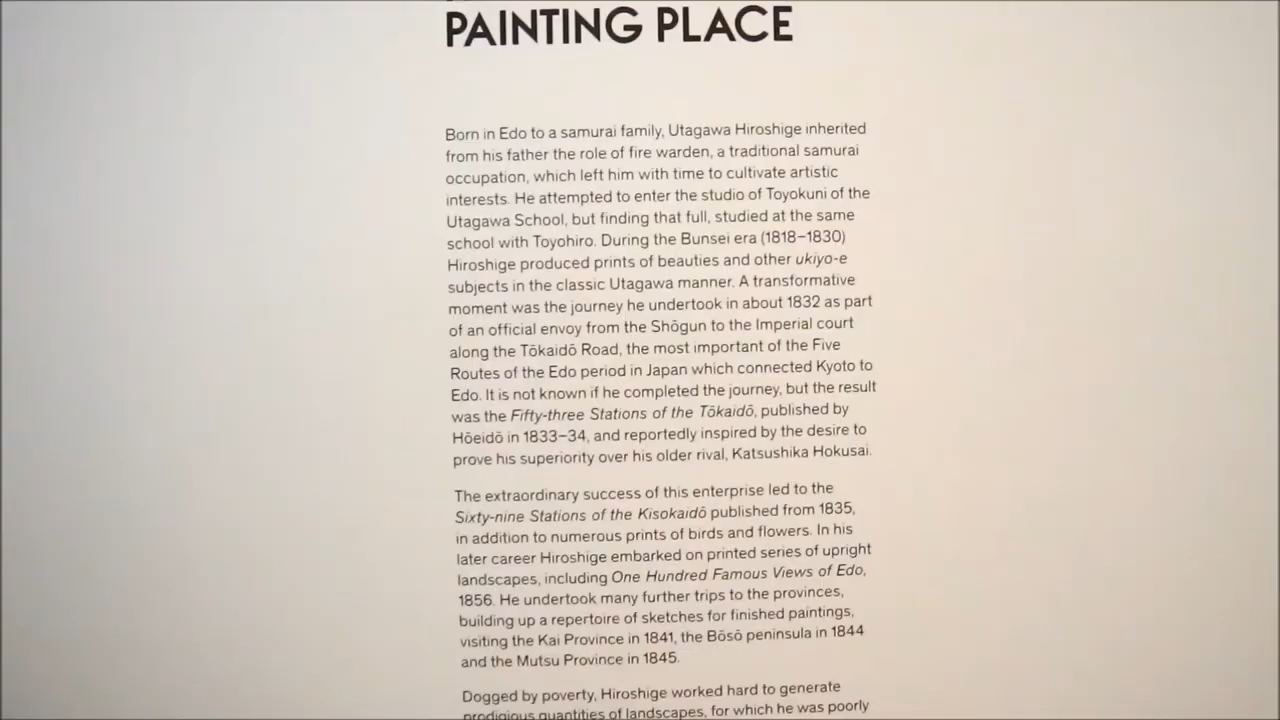 PAINTING PLACE
Born in Edo to a samurai family, Utagawa Hiroshige inherited
from his father the role of fire warden, a traditional samurai
occupation, which left him with time to cultivate artistic
interests. He attempted to enter the studio of Toyokuni of the
Utagawa School, but finding that full, studied at the same
school with Toyohiro. During the Bunsei era (1818–1830)
Hiroshige produced prints of beauties and other ukiyo-e
subjects in the classic Utagawa manner. A transformative
moment was the journey he undertook in about 1832 as part
of an official envoy from the Shōgun to the Imperial court
along the Tōkaidō Road, the most important of the Five
Routes of the Edo period in Japan which connected Kyoto to
Edo. It is not known if he completed the journey, but the result
was the Fifty-three Stations of the Tōkaidō, published by
Hōeidō in 1833–34, and reportedly inspired by the desire to
prove his superiority over his older rival, Katsushika Hokusai.
The extraordinary success of this enterprise led to the
Sixty-nine Stations of the Kisokaidō published from 1835,
in addition to numerous prints of birds and flowers. In his
later career Hiroshige embarked on printed series of upright
landscapes, including One Hundred Famous Views of Edo,
1856. He undertook many further trips to the provinces,
building up a repertoire of sketches for finished paintings,
visiting the Kai Province in 1841, the Bōsō peninsula in 1844
and the Mutsu Province in 1845.
Dogged by poverty, Hiroshige worked hard to generate
prodigious quantities of landscapes, for which he was poorly